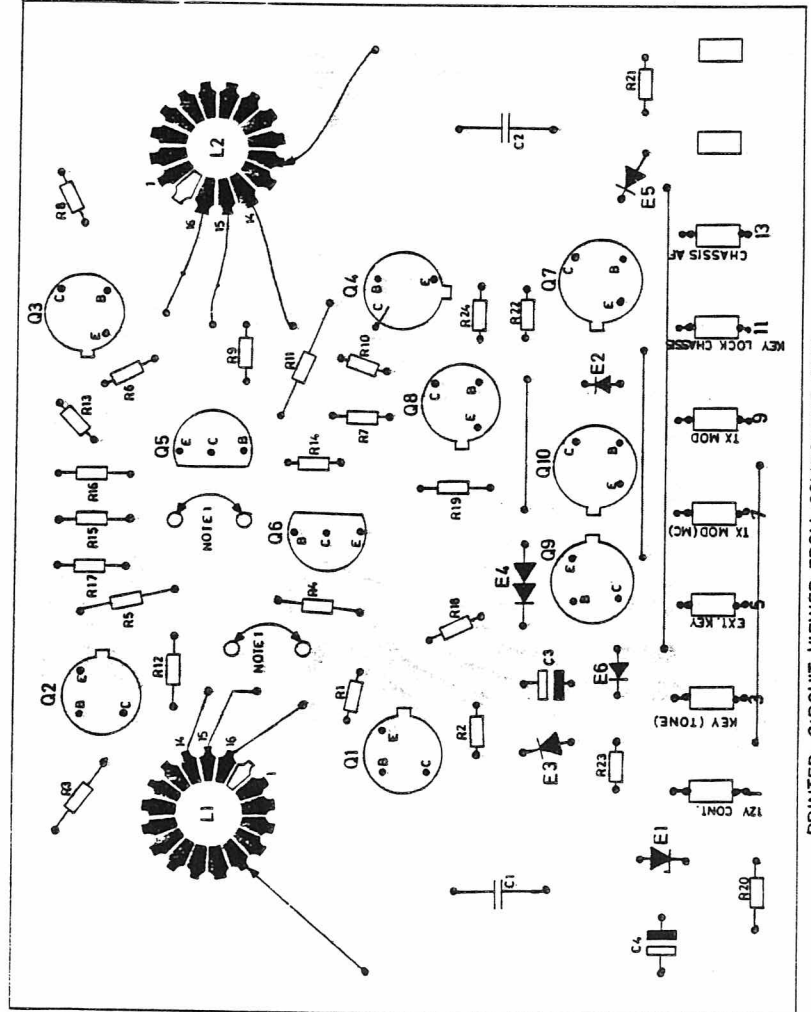 Q3
Q2
R8
R3
R13
R16
R15
R17
R6
R5
R12
1
L2
16
15
14
Q5
E
C
B
NOTE 1
Q6
B
C
E
NOTE 1
14
15
16
1
L1
C
B
E
B
E
C
R9
R11
R14
R4
R1
Q4
C
B
E
R10
R7
Q8
C
B
E
R19
R18
Q1
B
E
C
R2
C2
R24
R22
Q7
C
B
E
E2
Q10
C
B
E
Q9
E
B
C
E4
C3
E3
E6
R23
C1
R21
E5
E1
C4
R20
CHASSIS AF
13
KEY LOCK CHASSIS
11
TX MOD
9
TX MOD (MC)
7
EXT. KEY
5
KEY (TONE)
3
12V CONT.
1
PRINTED CIRCUIT VIEWED FROM